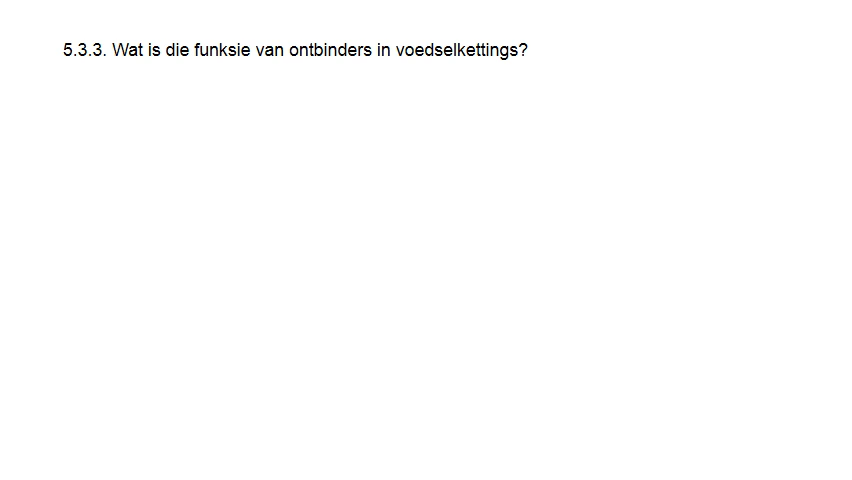 5.3.3. Wat is die funksie van ontbinders in voedselkettings?